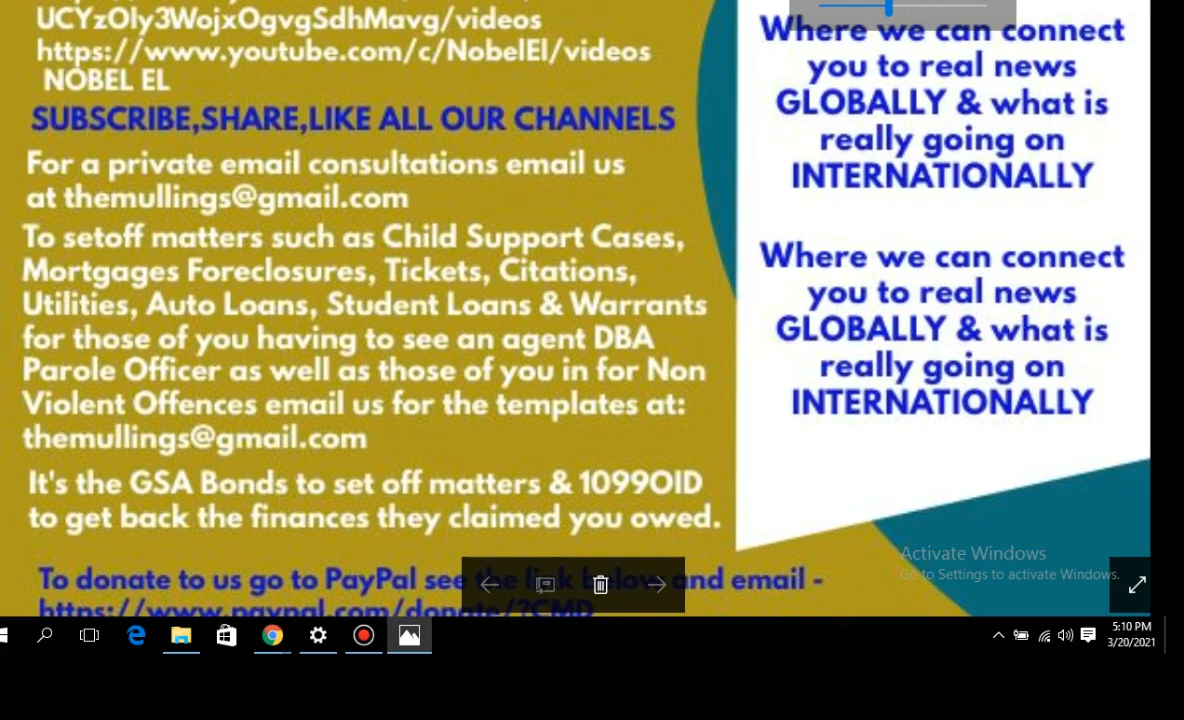 UCYzOly3WojxOgvgSdhMavg/videos
https://www.youtube.com/c/NobelEl/videos
NOBEL EL
SUBSCRIBE,SHARE,LIKE ALL OUR CHANNELS
For a private email consultations email us
at themullings@gmail.com
To setoff matters such as Child Support Cases,
Mortgages Foreclosures, Tickets, Citations,
Utilities, Auto Loans, Student Loans & Warrants
for those of you having to see an agent DBA
Parole Officer as well as those of you in for Non
Violent Offences email us for the templates at:
themullings@gmail.com
It's the GSA Bonds to set off matters & 1099OID
to get back the finances they claimed you owed.
To donate to us go to PayPal see the link below and email -
https://www.paypal.com/donate/?CMD
Where we can connect
you to real news
GLOBALLY & what is
really going on
INTERNATIONALLY
Where we can connect
you to real news
GLOBALLY & what is
really going on
INTERNATIONALLY
Activate Windows
Go to Settings to activate Windows.
5:10 PM
3/20/2021